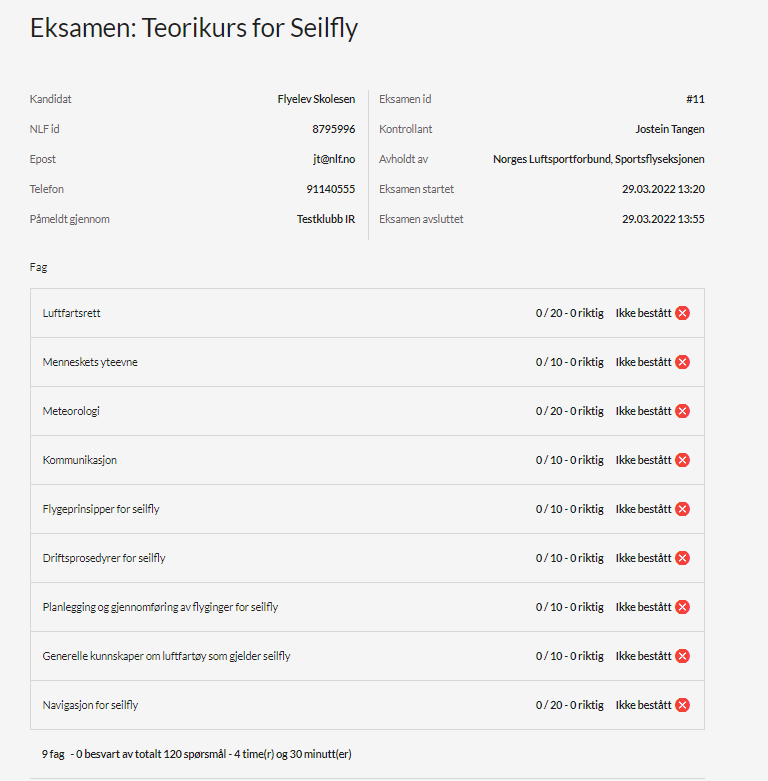 Eksamen: Teorikurs for Seilfly
Kandidat Flyelev Skolesen
NLF id 8795996
Epost jt@nlf.no
Telefon 91140555
Påmeldt gjennom Testklubb IR
Eksamen id #11
Kontrollant Jostein Tangen
Avholdt av Norges Luftsportforbund, Sportsflyseksjonen
Eksamen startet 29.03.2022 13:20
Eksamen avsluttet 29.03.2022 13:55
Fag
Luftfartsrett 0 / 20 - 0 riktig Ikke bestått
Menneskets yteevne 0 / 10 - 0 riktig Ikke bestått
Meteorologi 0 / 20 - 0 riktig Ikke bestått
Kommunikasjon 0 / 10 - 0 riktig Ikke bestått
Flygeprinsipper for seilfly 0 / 10 - 0 riktig Ikke bestått
Driftsprosedyrer for seilfly 0 / 10 - 0 riktig Ikke bestått
Planlegging og gjennomføring av flyginger for seilfly 0 / 10 - 0 riktig Ikke bestått
Generelle kunnskaper om luftfartøy som gjelder seilfly 0 / 10 - 0 riktig Ikke bestått
Navigasjon for seilfly 0 / 20 - 0 riktig Ikke bestått
9 fag - 0 besvart av totalt 120 spørsmål - 4 time(r) og 30 minutt(er)